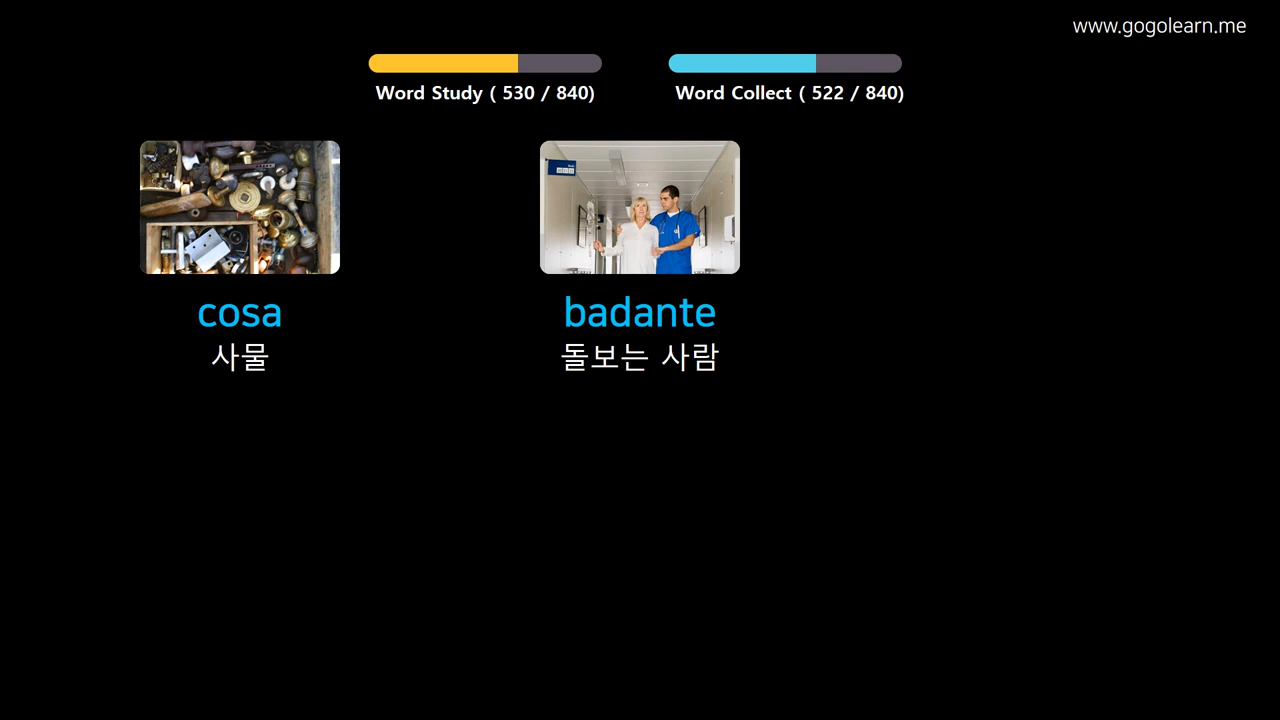 www.gogolearn.me
Word Study ( 530 / 840)
Word Collect ( 522 / 840)
cosa
사물
badante
돌보는 사람